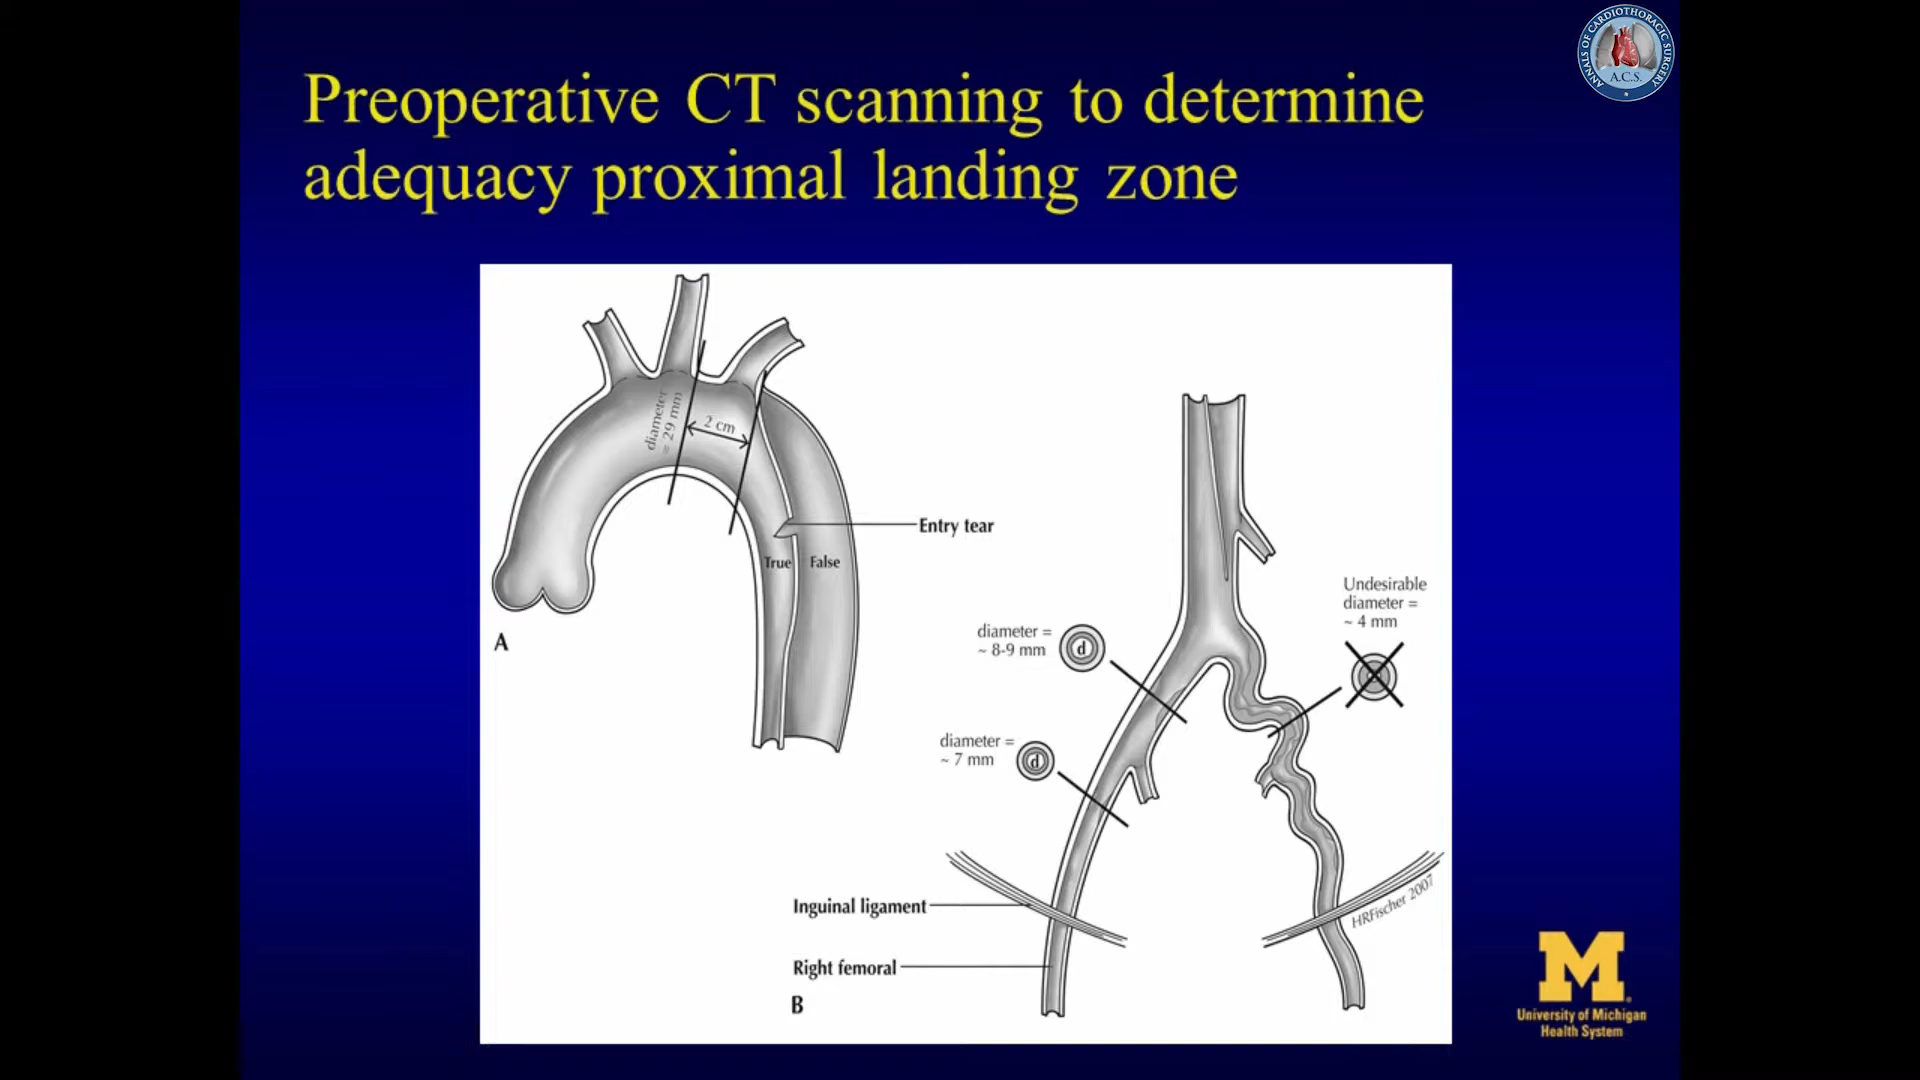 Preoperative CT scanning to determine
adequacy proximal landing zone
ANNALS OF CARDIOTHORACIC SURGERY
A.C.S.
diameter
= 29 mm
2 cm
Entry tear
True
False
A
diameter =
~ 8-9 mm
d
Undesirable
diameter =
~ 4 mm
diameter =
~ 7 mm
d
Inguinal ligament
Right femoral
B
HRFischer 2007
M
University of Michigan
Health System